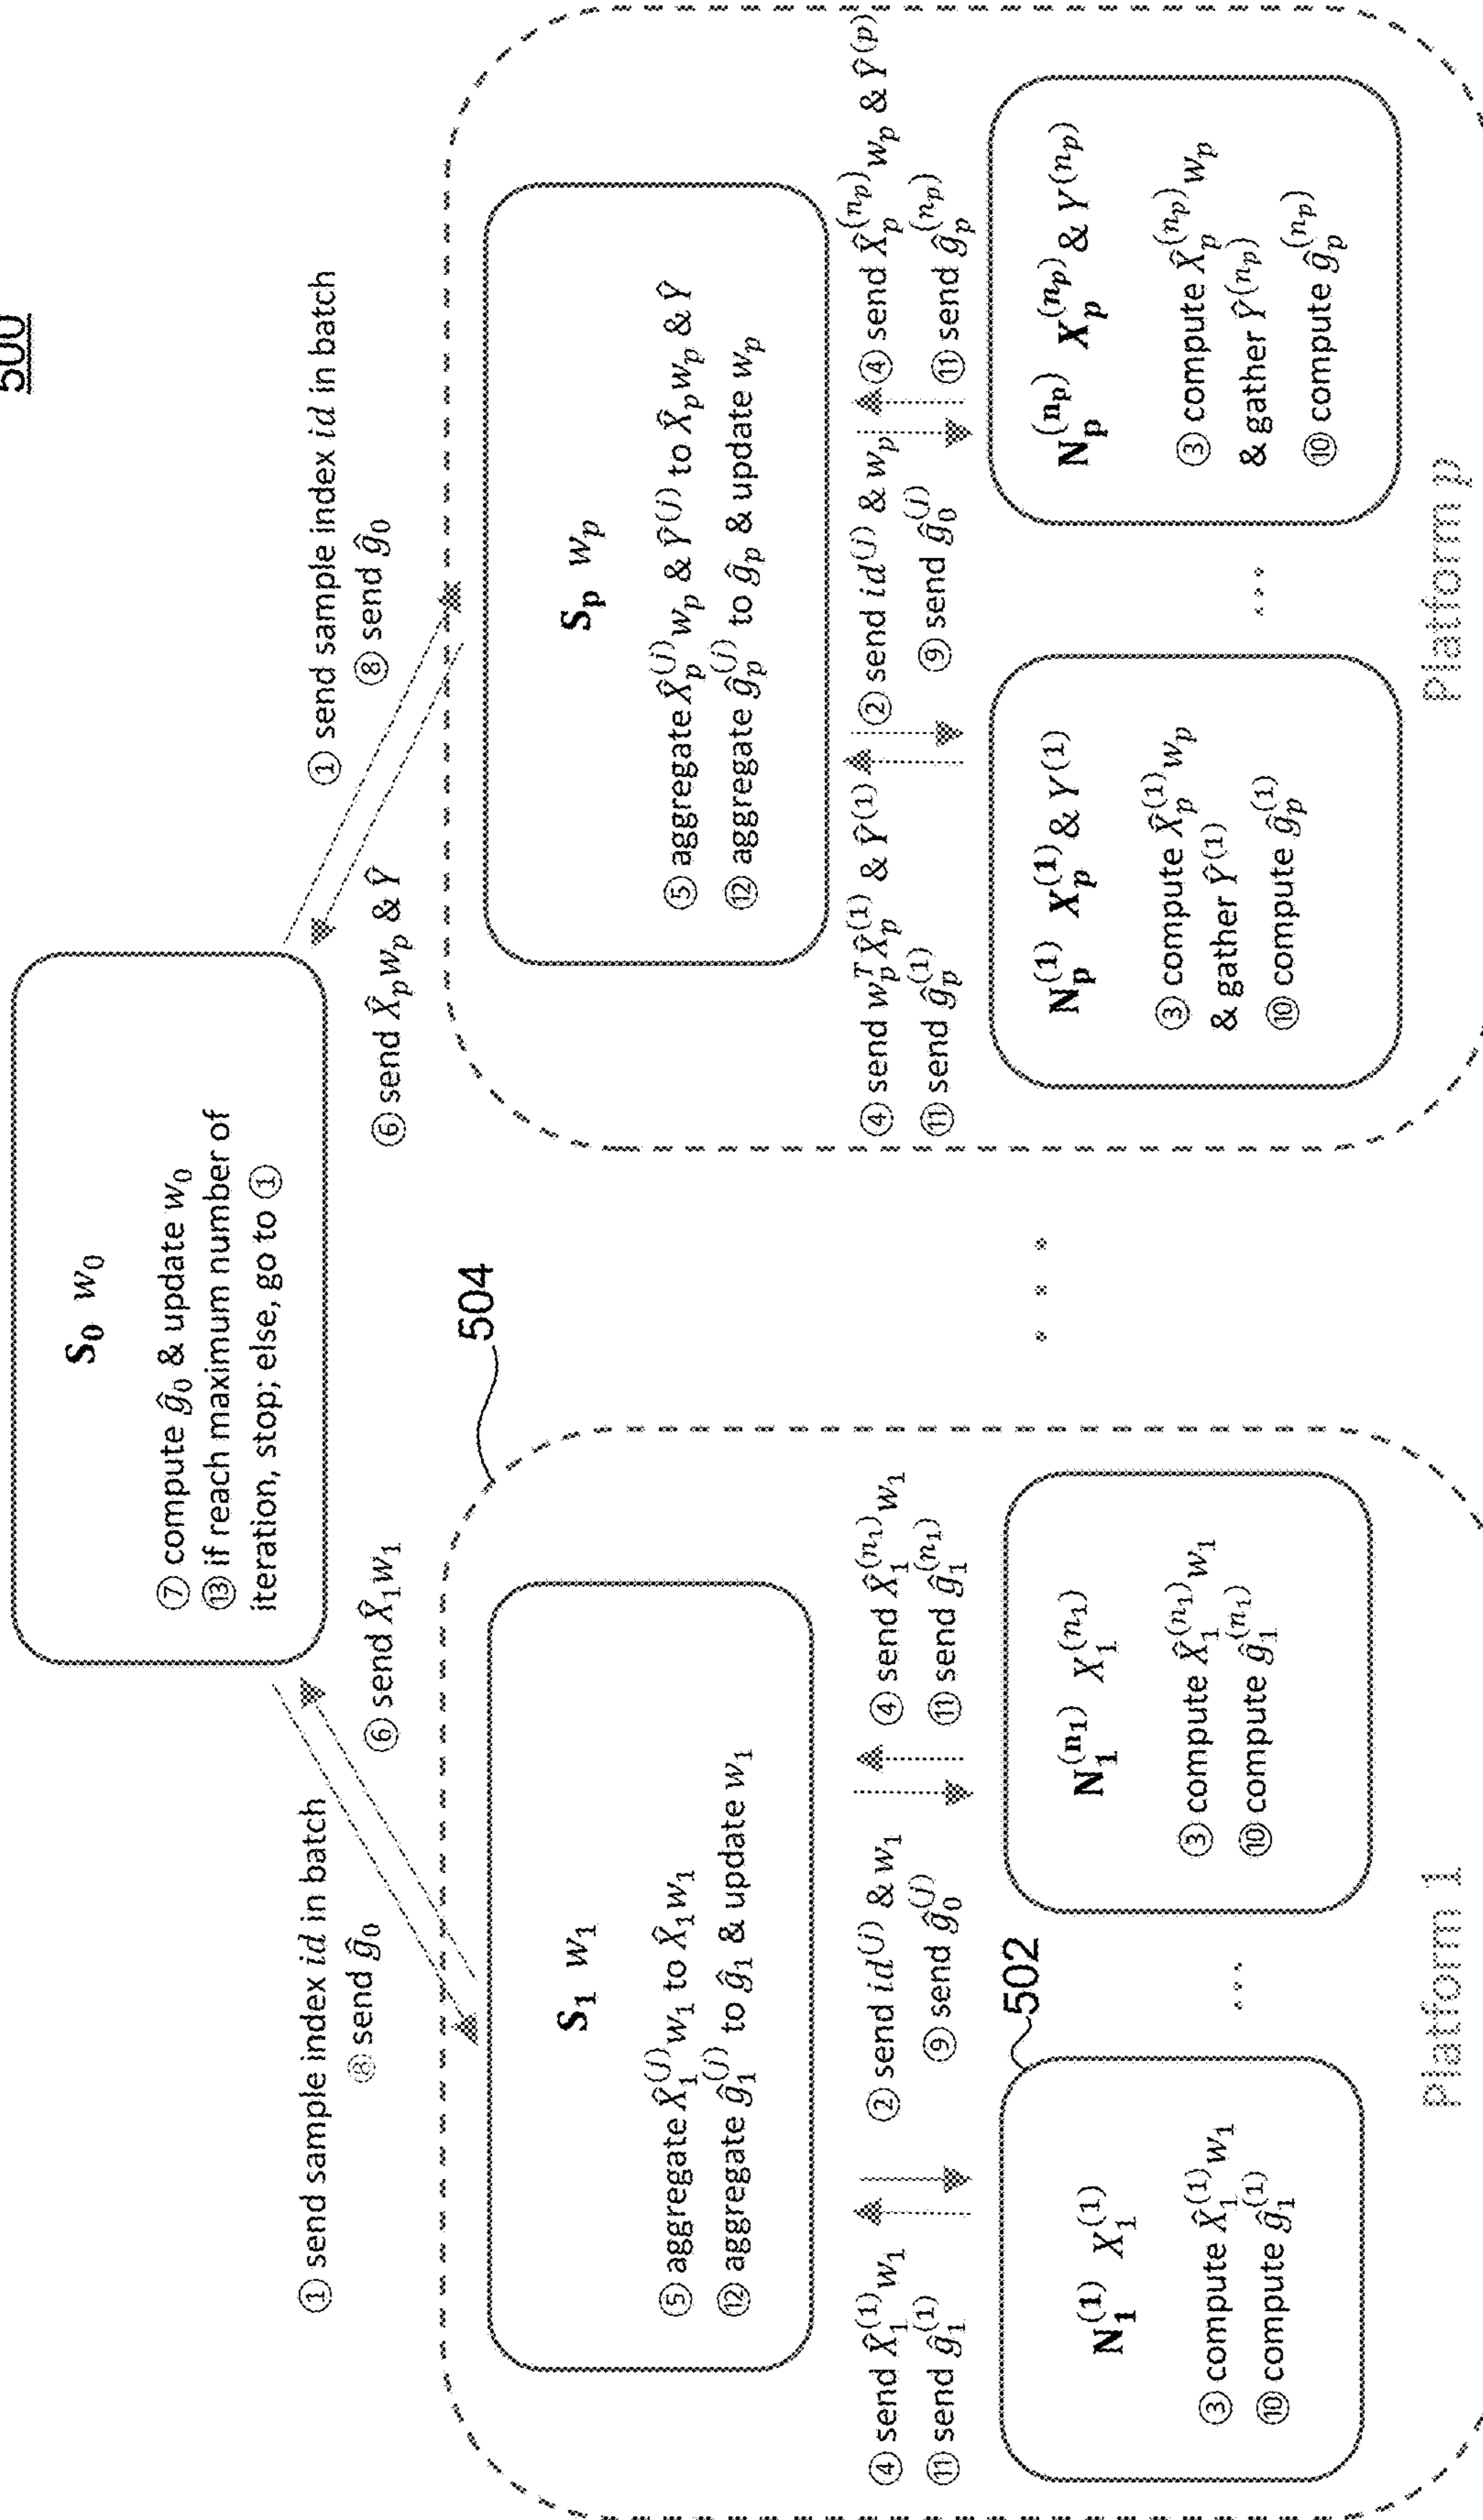 500
S₀ w₀
⑦ compute ĝ₀ & update w₀
⑬ if reach maximum number of
iteration, stop; else, go to ①
① send sample index id in batch
⑧ send ĝ₀
⑥ send X̂₁w₁
⑥ send X̂ₚwₚ & Ŷ
① send sample index id in batch
⑧ send ĝ₀
504
S₁ w₁
⑤ aggregate X̂₁⁽ʲ⁾w₁ to X̂₁w₁
⑫ aggregate ĝ₁⁽ʲ⁾ to ĝ₁ & update w₁
④ send X̂₁⁽¹⁾w₁
⑪ send ĝ₁⁽¹⁾
② send id⁽ʲ⁾ & w₁
⑨ send ĝ₀⁽ʲ⁾
④ send X̂₁⁽ⁿ₁⁾w₁
⑪ send ĝ₁⁽ⁿ₁⁾
502
N₁⁽¹⁾ X₁⁽¹⁾
③ compute X̂₁⁽¹⁾w₁
⑩ compute ĝ₁⁽¹⁾
...
N₁⁽ⁿ₁⁾ X₁⁽ⁿ₁⁾
③ compute X̂₁⁽ⁿ₁⁾w₁
⑩ compute ĝ₁⁽ⁿ₁⁾
Platform 1
. . .
Sₚ wₚ
⑤ aggregate X̂ₚ⁽ʲ⁾wₚ & Ŷ⁽ʲ⁾ to X̂ₚwₚ & Ŷ
⑫ aggregate ĝₚ⁽ʲ⁾ to ĝₚ & update wₚ
④ send wₚᵀX̂ₚ⁽¹⁾ & Ŷ⁽¹⁾
⑪ send ĝₚ⁽¹⁾
② send id⁽ʲ⁾ & wₚ
⑨ send ĝ₀⁽ʲ⁾
④ send X̂ₚ⁽ⁿₚ⁾wₚ & Ŷ⁽ᵖ⁾
⑪ send ĝₚ⁽ⁿₚ⁾
Nₚ⁽¹⁾ Xₚ⁽¹⁾ & Y⁽¹⁾
③ compute X̂ₚ⁽¹⁾wₚ
& gather Ŷ⁽¹⁾
⑩ compute ĝₚ⁽¹⁾
...
Nₚ⁽ⁿₚ⁾ Xₚ⁽ⁿₚ⁾ & Y⁽ⁿₚ⁾
③ compute X̂ₚ⁽ⁿₚ⁾wₚ
& gather Ŷ⁽ⁿₚ⁾
⑩ compute ĝₚ⁽ⁿₚ⁾
Platform p